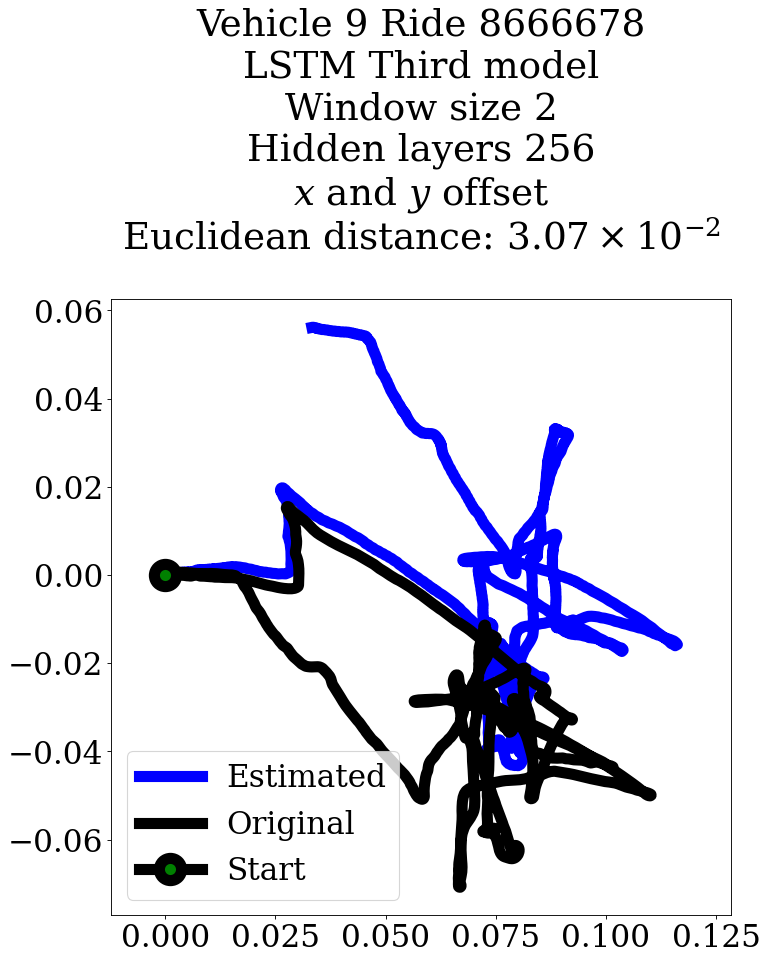 Vehicle 9 Ride 8666678
LSTM Third model
Window size 2
Hidden layers 256
x and y offset
Euclidean distance: 3.07 × 10⁻²
0.06
0.04
0.02
0.00
−0.02
−0.04
−0.06
Estimated
Original
Start
0.000 0.025 0.050 0.075 0.100 0.125